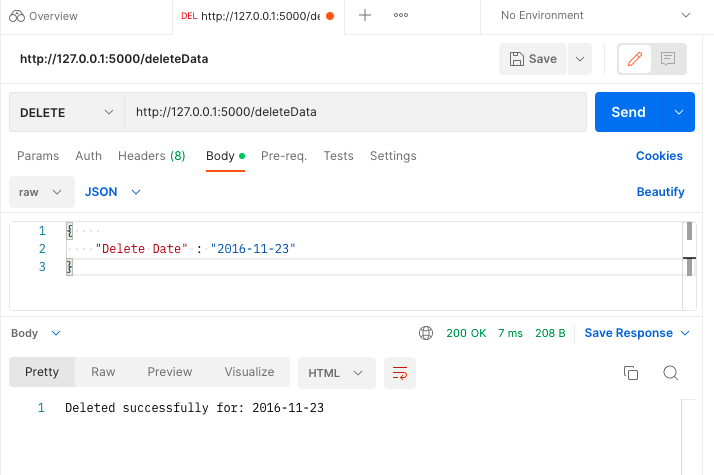 Overview
DEL http://127.0.0.1:5000/de
No Environment
http://127.0.0.1:5000/deleteData
Save
DELETE http://127.0.0.1:5000/deleteData Send
Params Auth Headers (8) Body Pre-req. Tests Settings Cookies
raw JSON Beautify
1 {
2 "Delete Date" : "2016-11-23"
3 }
Body 200 OK 7 ms 208 B Save Response
Pretty Raw Preview Visualize HTML
1 Deleted successfully for: 2016-11-23